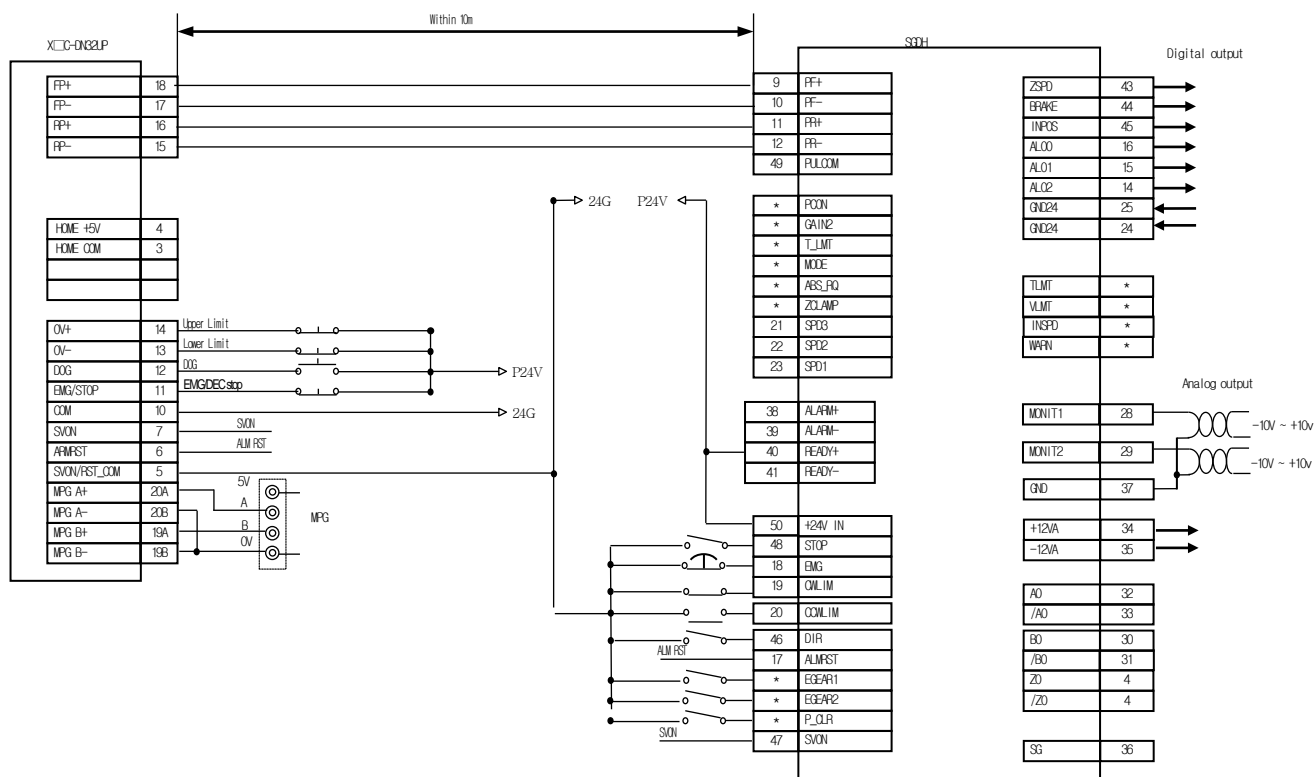 Within 10m
X□C-DN32UP
SGDH
Digital output
FP+ 18
FP- 17
RP+ 16
RP- 15
HOME +5V 4
HOME COM 3
OV+ 14 Upper Limit
OV- 13 Lower Limit
DOG 12 DOG
EMG/STOP 11 EMG/DEC stop
COM 10
SVON 7 SVON
ARMRST 6 ALM RST
SVON/RST_COM 5
MPG A+ 20A
MPG A- 20B
MPG B+ 19A
MPG B- 19B
5V
A
B
0V
MPG
P24V
24G
24G
P24V
9 PF+
10 PF-
11 PR+
12 PR-
49 PULCOM
* PCON
* GAIN2
* T_LMT
* MODE
* ABS_RQ
* ZCLAMP
21 SPD3
22 SPD2
23 SPD1
38 ALARM+
39 ALARM-
40 READY+
41 READY-
50 +24V IN
48 STOP
18 EMG
19 CWLIM
20 CCWLIM
46 DIR
ALM RST
17 ALMRST
* EGEAR1
* EGEAR2
* P_CLR
SVON
47 SVON
ZSPD 43
BRAKE 44
INPOS 45
ALO0 16
ALO1 15
ALO2 14
GND24 25
GND24 24
TLMT *
VLMT *
INSPD *
WARN *
Analog output
MONIT1 28
-10V ~ +10v
MONIT2 29
-10V ~ +10v
GND 37
+12VA 34
-12VA 35
AO 32
/AO 33
BO 30
/BO 31
ZO 4
/ZO 4
SG 36